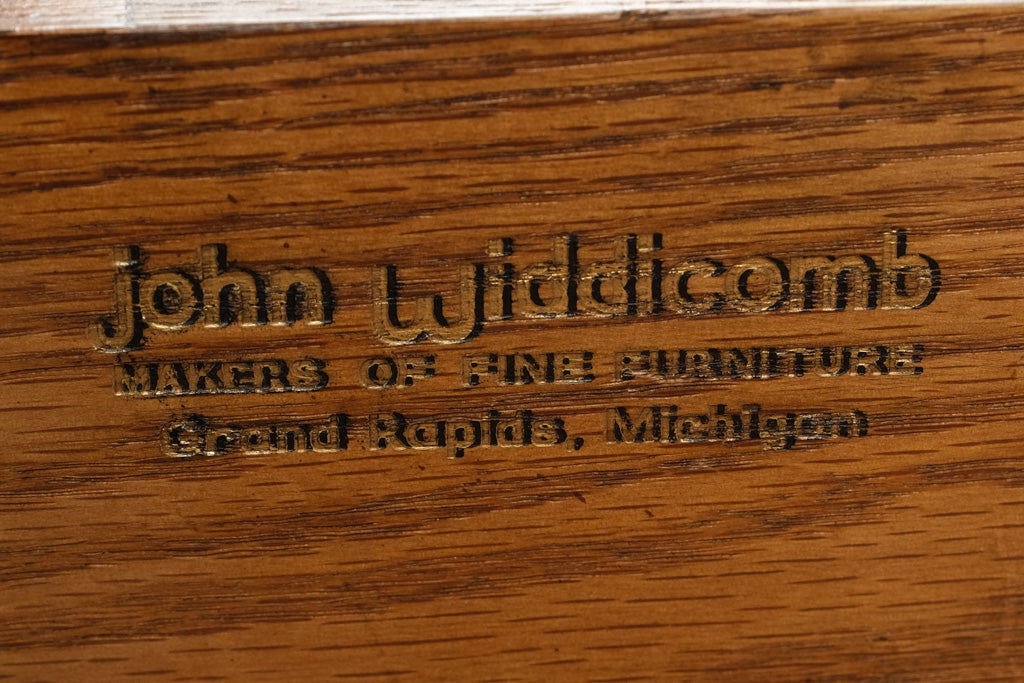 john widdicomb
MAKERS OF FINE FURNITURE
Grand Rapids, Michigan